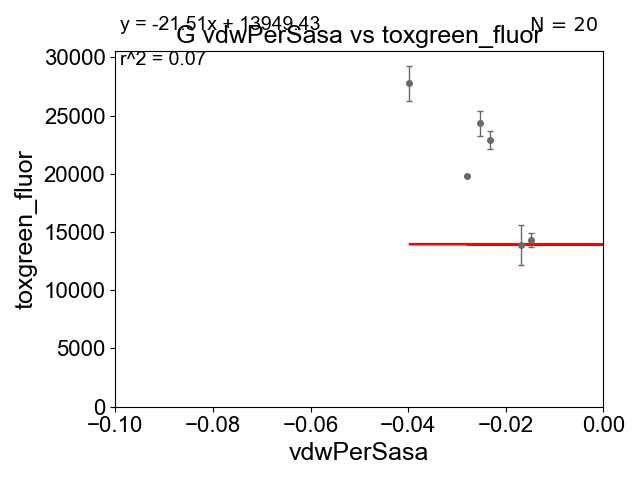 y = -21.51x + 13949.43
N = 20
G vdwPerSasa vs toxgreen_fluor
r^2 = 0.07
30000
25000
20000
15000
10000
5000
0
toxgreen_fluor
−0.10 −0.08 −0.06 −0.04 −0.02 0.00
vdwPerSasa